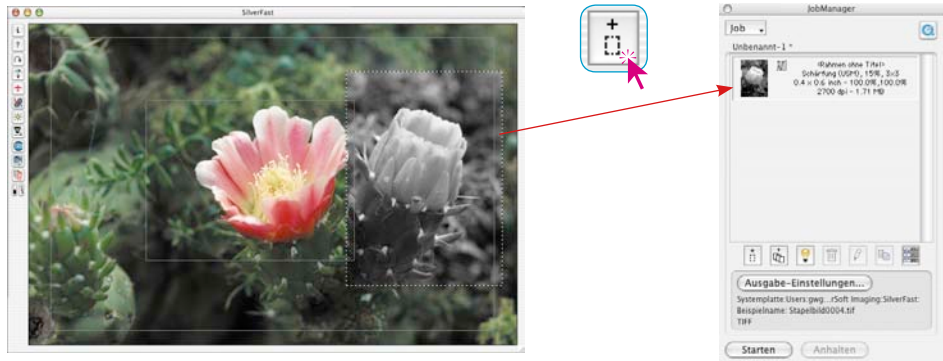 SilverFast
JobManager
Job
Unbenannt-1 *
<Rahmen ohne Titel>
Schärfung (USM), 15%, 3x3
0.4 x 0.6 inch - 100.0%,100.0%
2700 dpi - 1.71 MB
Ausgabe-Einstellungen...
Systemplatte:Users:gwg...rSoft Imaging:SilverFast:
Beispielname: Stapelbild0004.tif
TIFF
Starten
Anhalten